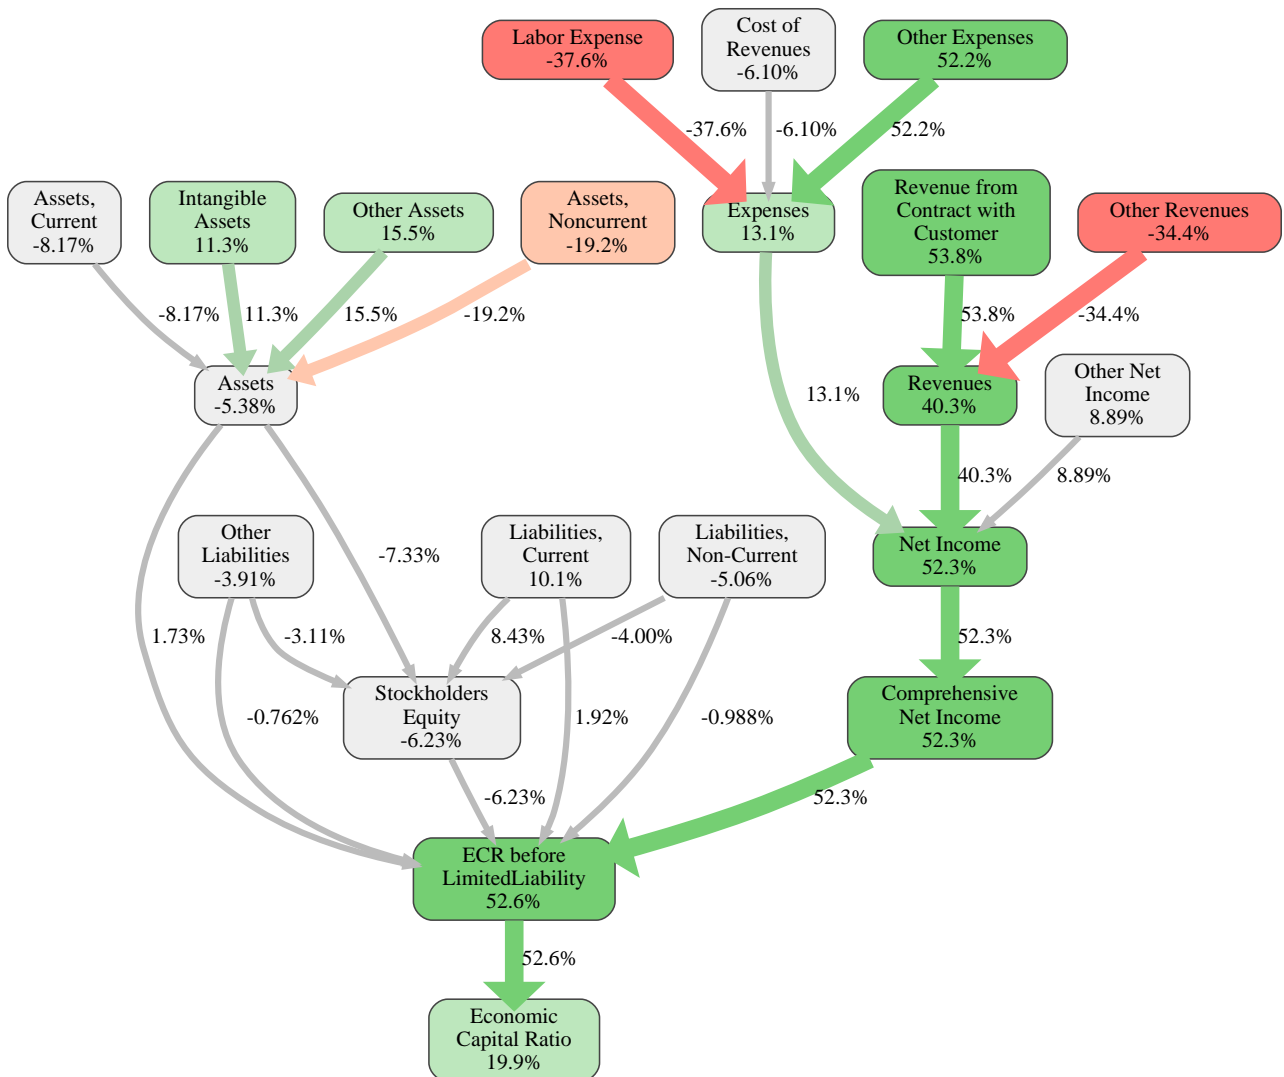 Labor Expense
-37.6%
Cost of
Revenues
-6.10%
Other Expenses
52.2%
-37.6%
-6.10%
52.2%
Assets,
Current
-8.17%
Intangible
Assets
11.3%
Other Assets
15.5%
Assets,
Noncurrent
-19.2%
Expenses
13.1%
Revenue from
Contract with
Customer
53.8%
Other Revenues
-34.4%
-8.17%
11.3%
15.5%
-19.2%
53.8%
-34.4%
Assets
-5.38%
13.1%
Revenues
40.3%
Other Net
Income
8.89%
40.3%
8.89%
Other
Liabilities
-3.91%
-7.33%
Liabilities,
Current
10.1%
Liabilities,
Non-Current
-5.06%
Net Income
52.3%
1.73%
-3.11%
8.43%
-4.00%
52.3%
Stockholders
Equity
-6.23%
-0.762%
1.92%
-0.988%
Comprehensive
Net Income
52.3%
-6.23%
52.3%
ECR before
LimitedLiability
52.6%
52.6%
Economic
Capital Ratio
19.9%